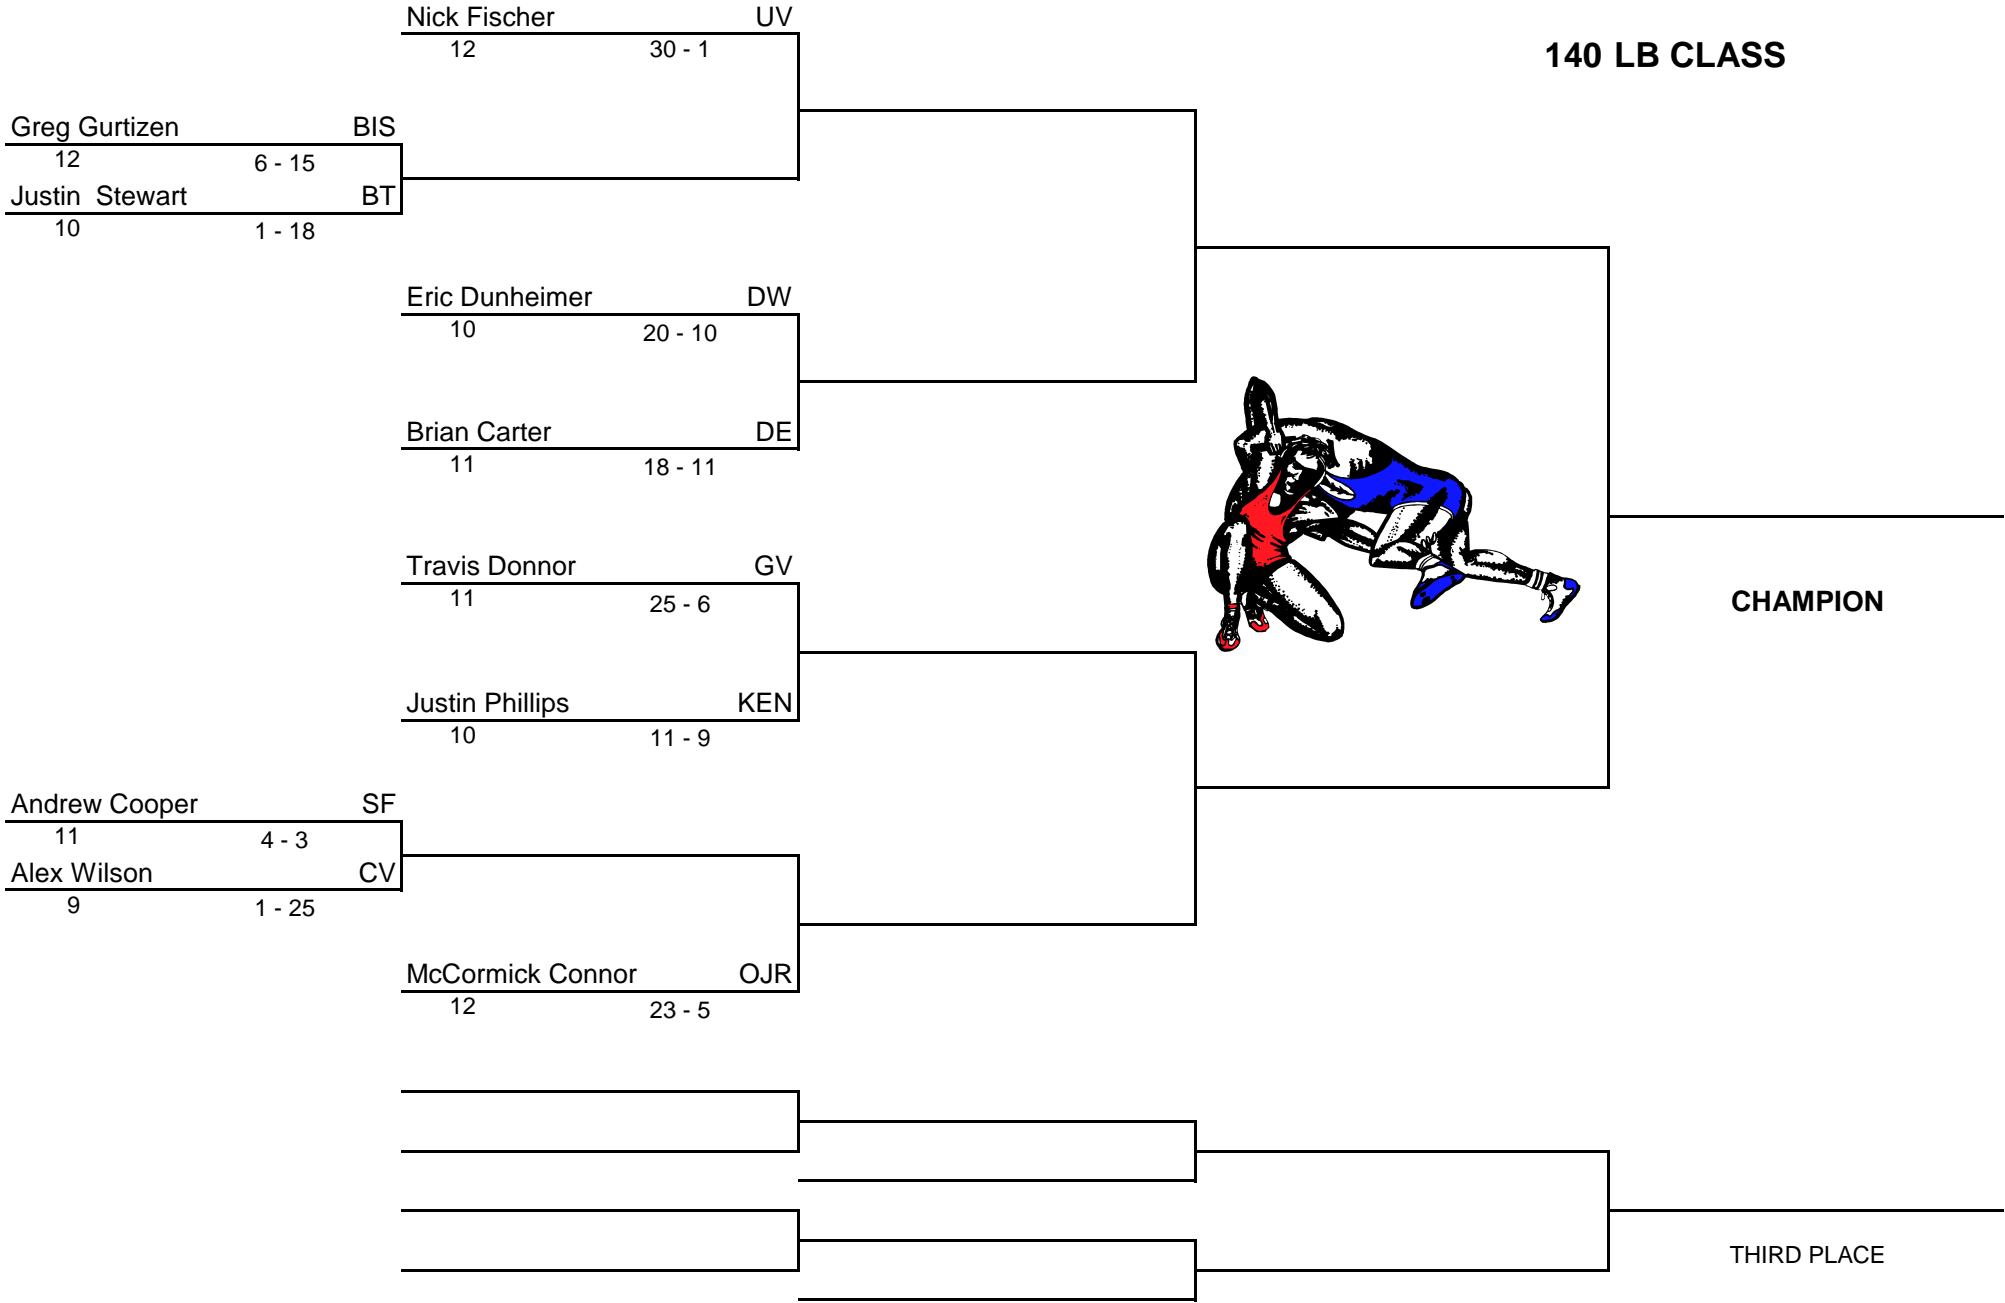 Nick Fischer UV
12 30 - 1
140 LB CLASS
Greg Gurtizen BIS
12 6 - 15
Justin  Stewart BT
10 1 - 18
Eric Dunheimer DW
10 20 - 10
Brian Carter DE
11 18 - 11
Travis Donnor GV
11 25 - 6
CHAMPION
Justin Phillips KEN
10 11 - 9
Andrew Cooper SF
11 4 - 3
Alex Wilson CV
9 1 - 25
McCormick Connor OJR
12 23 - 5
THIRD PLACE